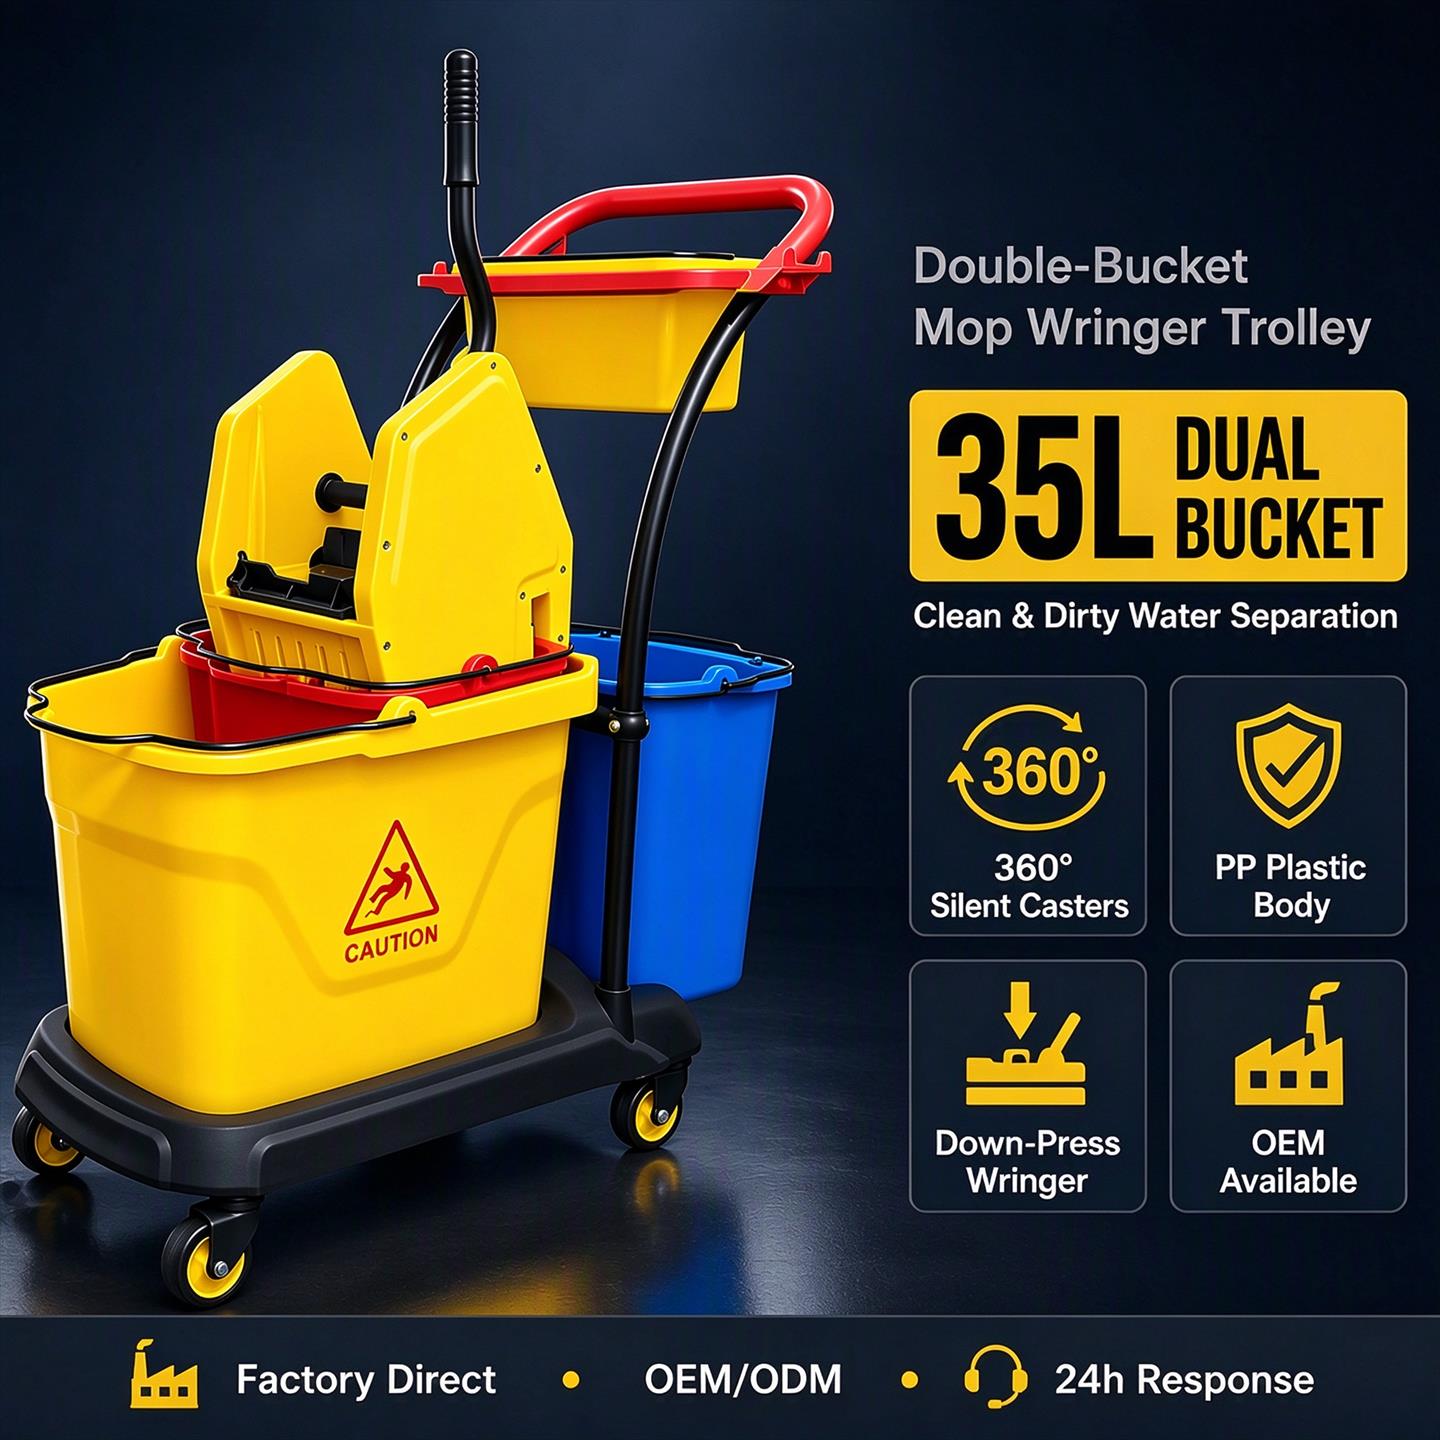 Double-Bucket
Mop Wringer Trolley
35L DUAL
BUCKET
Clean & Dirty Water Separation
360°
360°
Silent Casters
PP Plastic
Body
Down-Press
Wringer
OEM
Available
CAUTION
Factory Direct • OEM/ODM • 24h Response